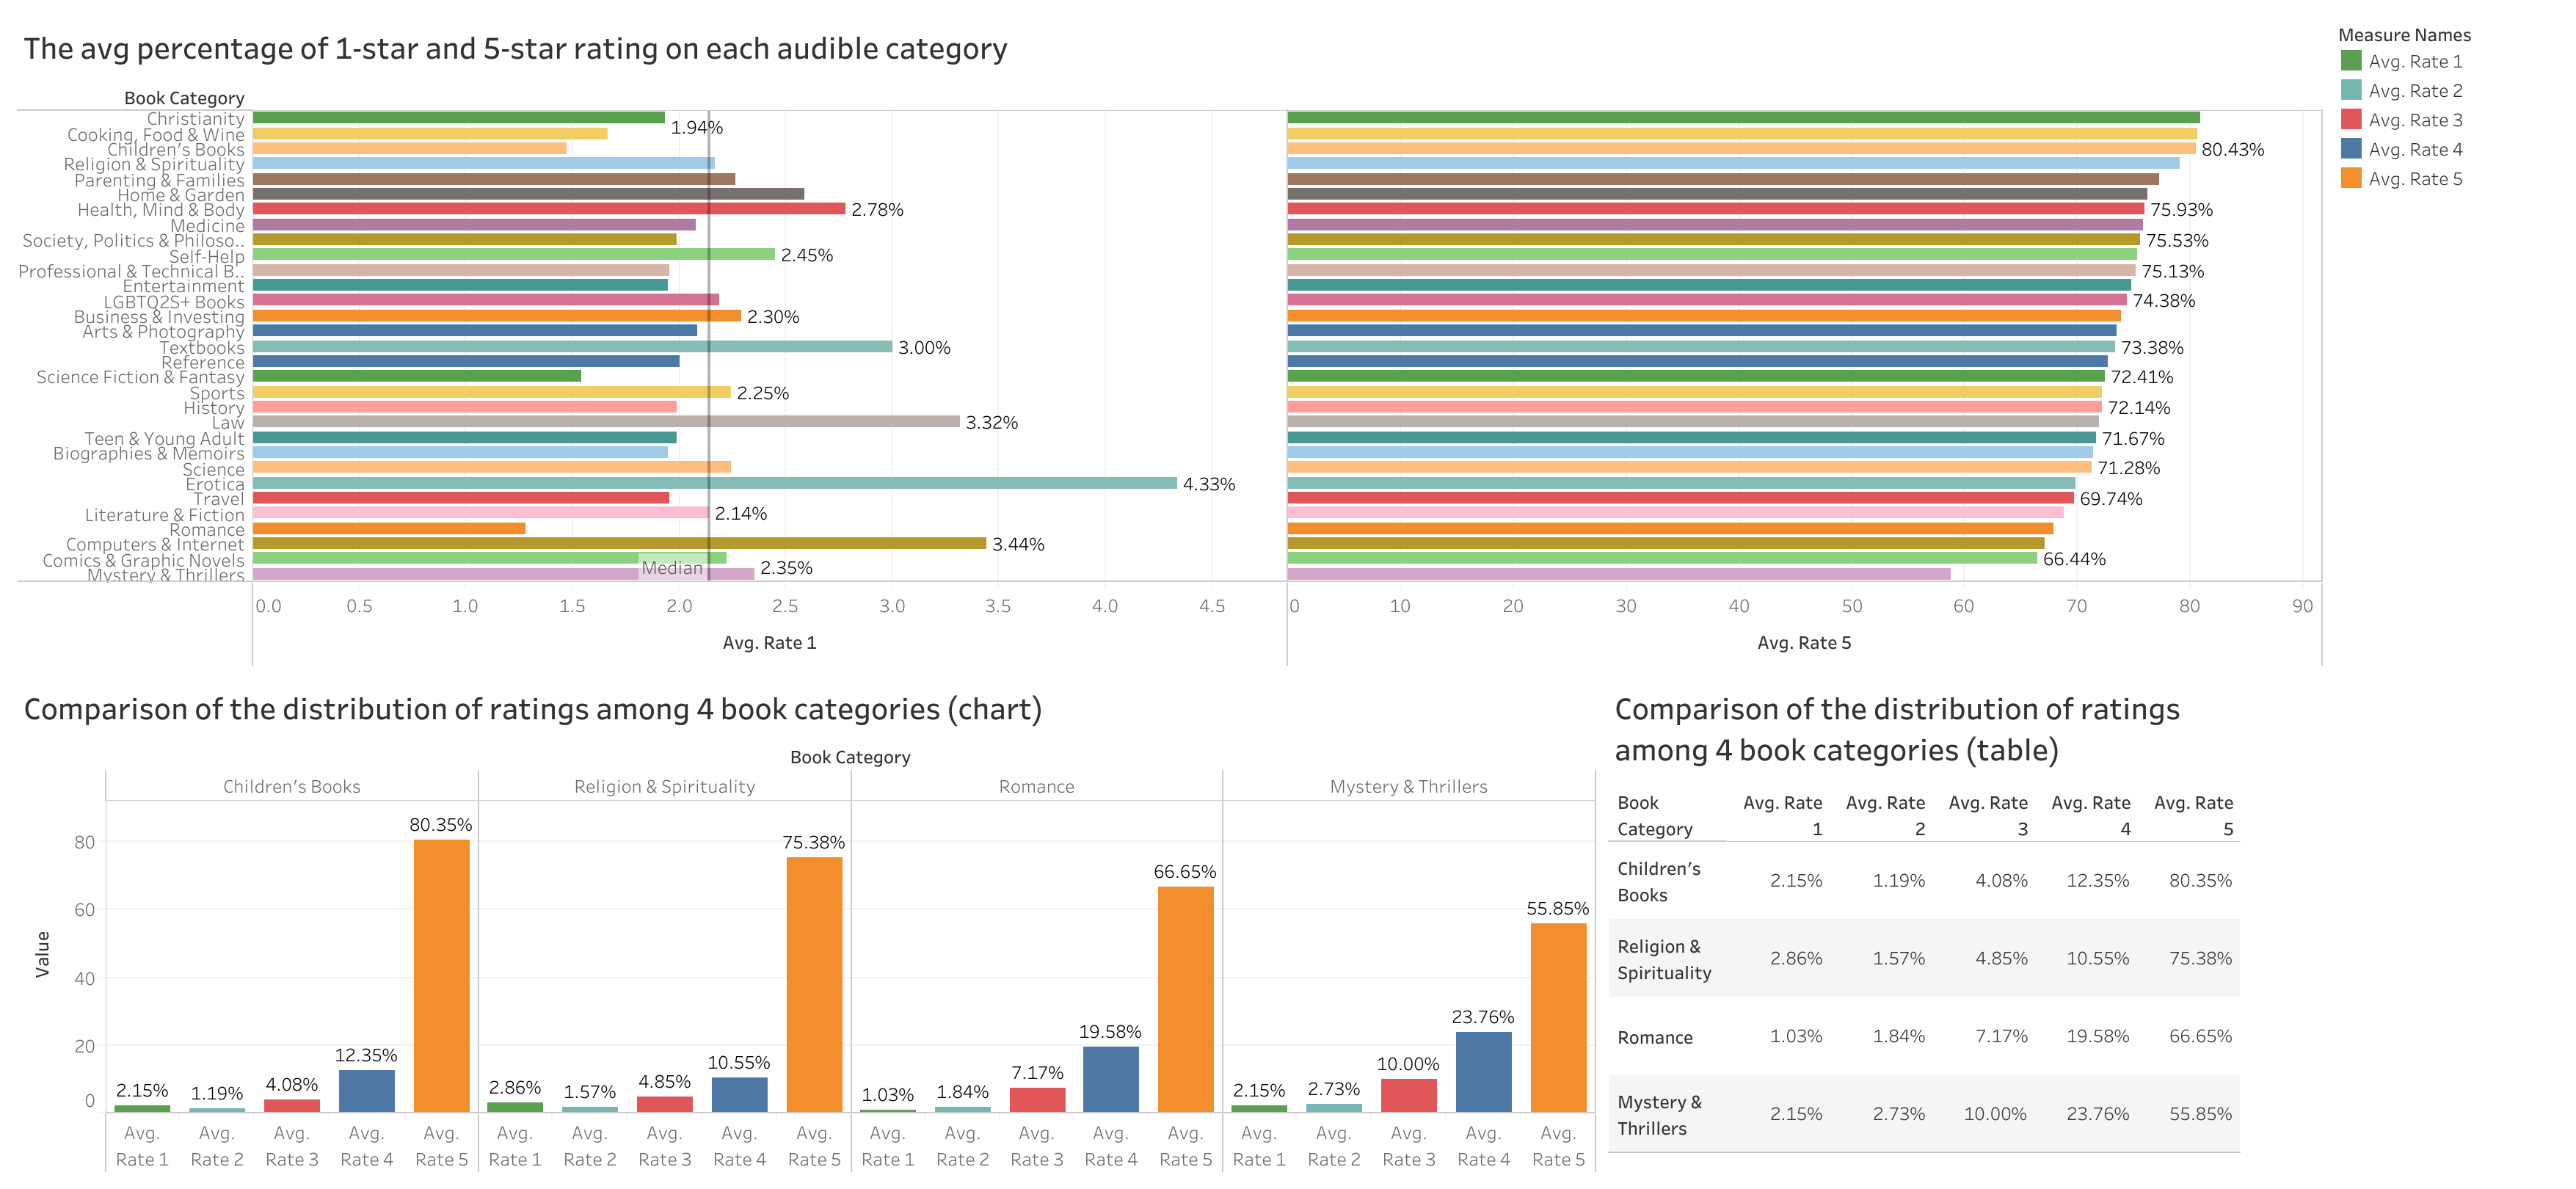 The avg percentage of 1-star and 5-star rating on each audible category
Measure Names
Avg. Rate 1
Avg. Rate 2
Avg. Rate 3
Avg. Rate 4
Avg. Rate 5
Book Category
Christianity 1.94%
Cooking, Food & Wine
Children's Books 80.43%
Religion & Spirituality
Parenting & Families
Home & Garden
Health, Mind & Body 2.78% 75.93%
Medicine
Society, Politics & Philoso.. 75.53%
Self-Help 2.45%
Professional & Technical B.. 75.13%
Entertainment
LGBTQ2S+ Books 74.38%
Business & Investing 2.30%
Arts & Photography
Textbooks 3.00% 73.38%
Reference
Science Fiction & Fantasy 72.41%
Sports 2.25%
History 72.14%
Law 3.32%
Teen & Young Adult 71.67%
Biographies & Memoirs
Science 71.28%
Erotica 4.33%
Travel 69.74%
Literature & Fiction 2.14%
Romance
Computers & Internet 3.44%
Comics & Graphic Novels 66.44%
Mystery & Thrillers Median 2.35%
0.0 0.5 1.0 1.5 2.0 2.5 3.0 3.5 4.0 4.5 0 10 20 30 40 50 60 70 80 90
Avg. Rate 1 Avg. Rate 5
Comparison of the distribution of ratings among 4 book categories (chart)
Book Category
Children's Books Religion & Spirituality Romance Mystery & Thrillers
Value
80
60
40
20
0
2.15% 1.19% 4.08% 12.35% 80.35%
2.86% 1.57% 4.85% 10.55% 75.38%
1.03% 1.84% 7.17% 19.58% 66.65%
2.15% 2.73% 10.00% 23.76% 55.85%
Avg. Avg. Avg. Avg. Avg. Avg. Avg. Avg. Avg. Avg. Avg. Avg. Avg. Avg. Avg. Avg. Avg. Avg. Avg. Avg.
Rate 1 Rate 2 Rate 3 Rate 4 Rate 5 Rate 1 Rate 2 Rate 3 Rate 4 Rate 5 Rate 1 Rate 2 Rate 3 Rate 4 Rate 5 Rate 1 Rate 2 Rate 3 Rate 4 Rate 5
Comparison of the distribution of ratings
among 4 book categories (table)
Book Avg. Rate Avg. Rate Avg. Rate Avg. Rate Avg. Rate
Category 1 2 3 4 5
Children's
Books 2.15% 1.19% 4.08% 12.35% 80.35%
Religion &
Spirituality 2.86% 1.57% 4.85% 10.55% 75.38%
Romance 1.03% 1.84% 7.17% 19.58% 66.65%
Mystery &
Thrillers 2.15% 2.73% 10.00% 23.76% 55.85%